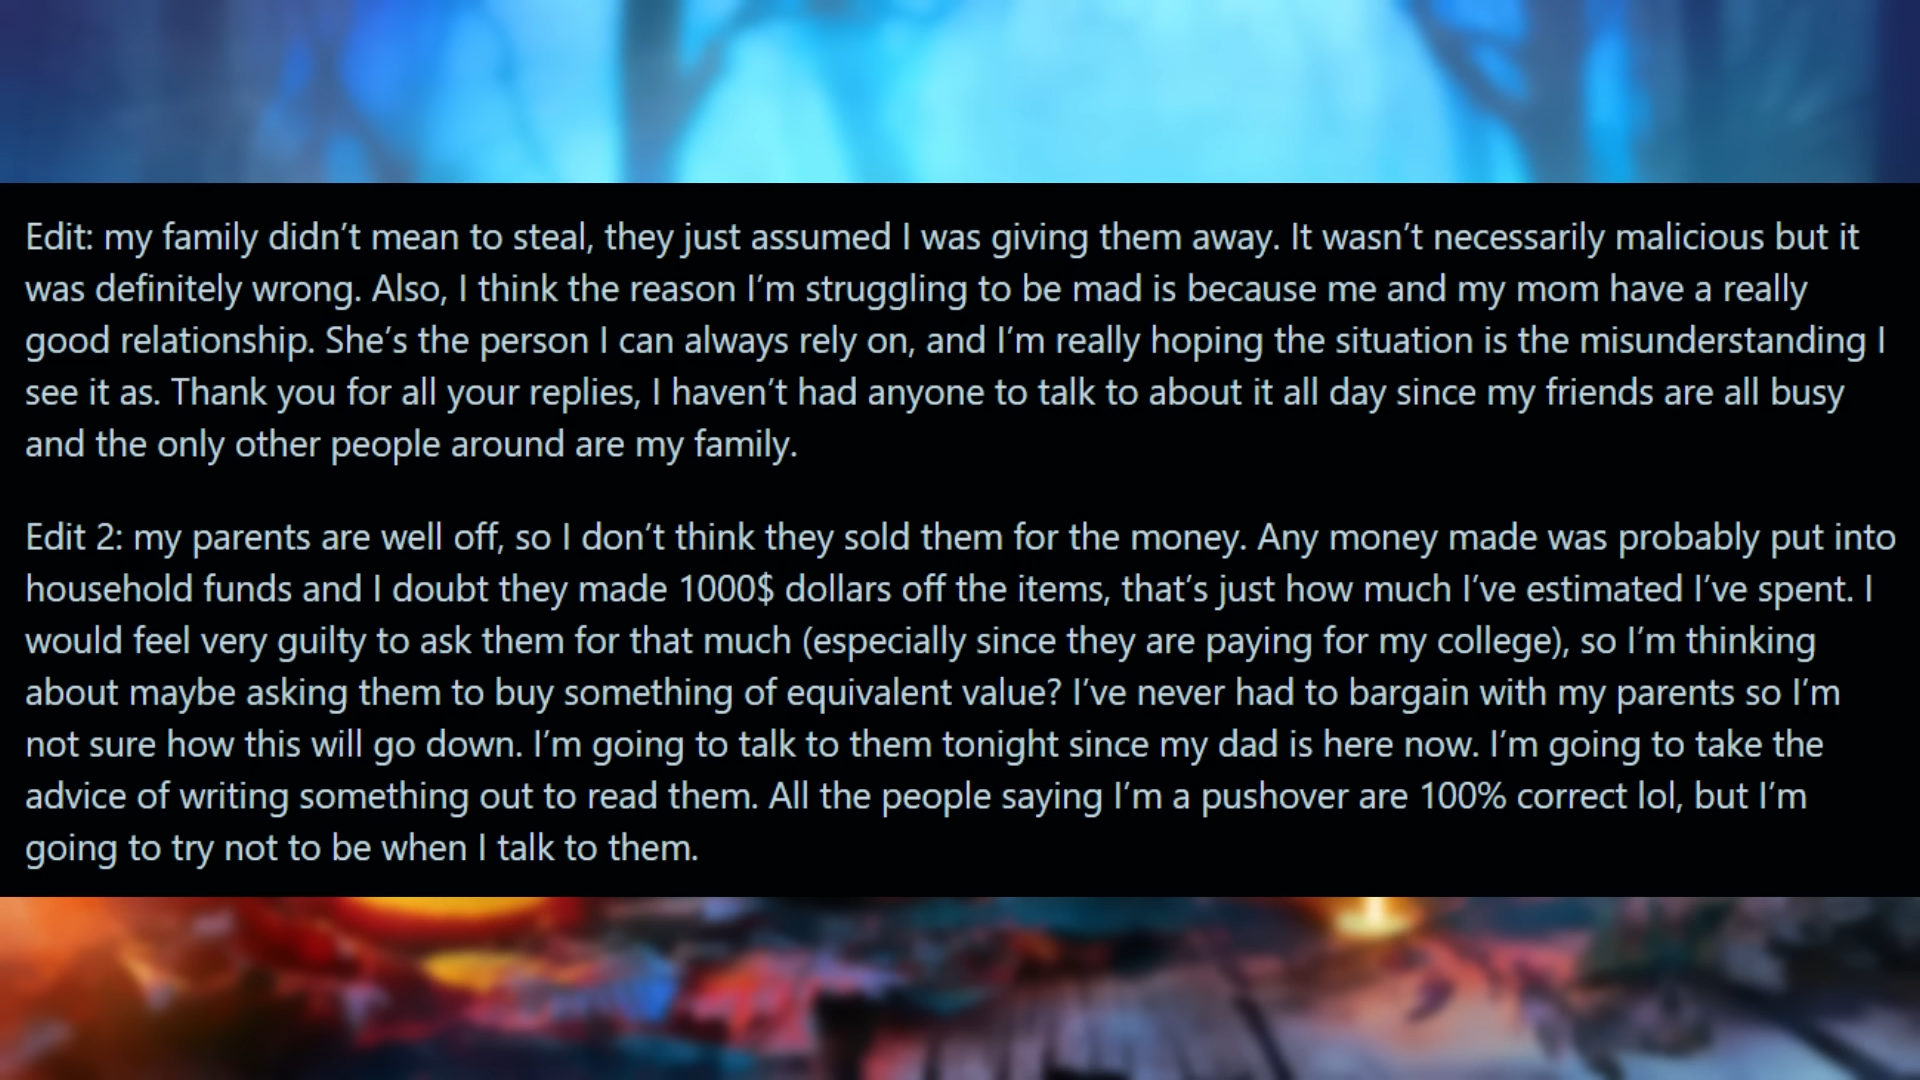 Edit: my family didn’t mean to steal, they just assumed I was giving them away. It wasn’t necessarily malicious but it
was definitely wrong. Also, I think the reason I’m struggling to be mad is because me and my mom have a really
good relationship. She’s the person I can always rely on, and I’m really hoping the situation is the misunderstanding I
see it as. Thank you for all your replies, I haven’t had anyone to talk to about it all day since my friends are all busy
and the only other people around are my family.
Edit 2: my parents are well off, so I don’t think they sold them for the money. Any money made was probably put into
household funds and I doubt they made 1000$ dollars off the items, that’s just how much I’ve estimated I’ve spent. I
would feel very guilty to ask them for that much (especially since they are paying for my college), so I’m thinking
about maybe asking them to buy something of equivalent value? I’ve never had to bargain with my parents so I’m
not sure how this will go down. I’m going to talk to them tonight since my dad is here now. I’m going to take the
advice of writing something out to read them. All the people saying I’m a pushover are 100% correct lol, but I’m
going to try not to be when I talk to them.